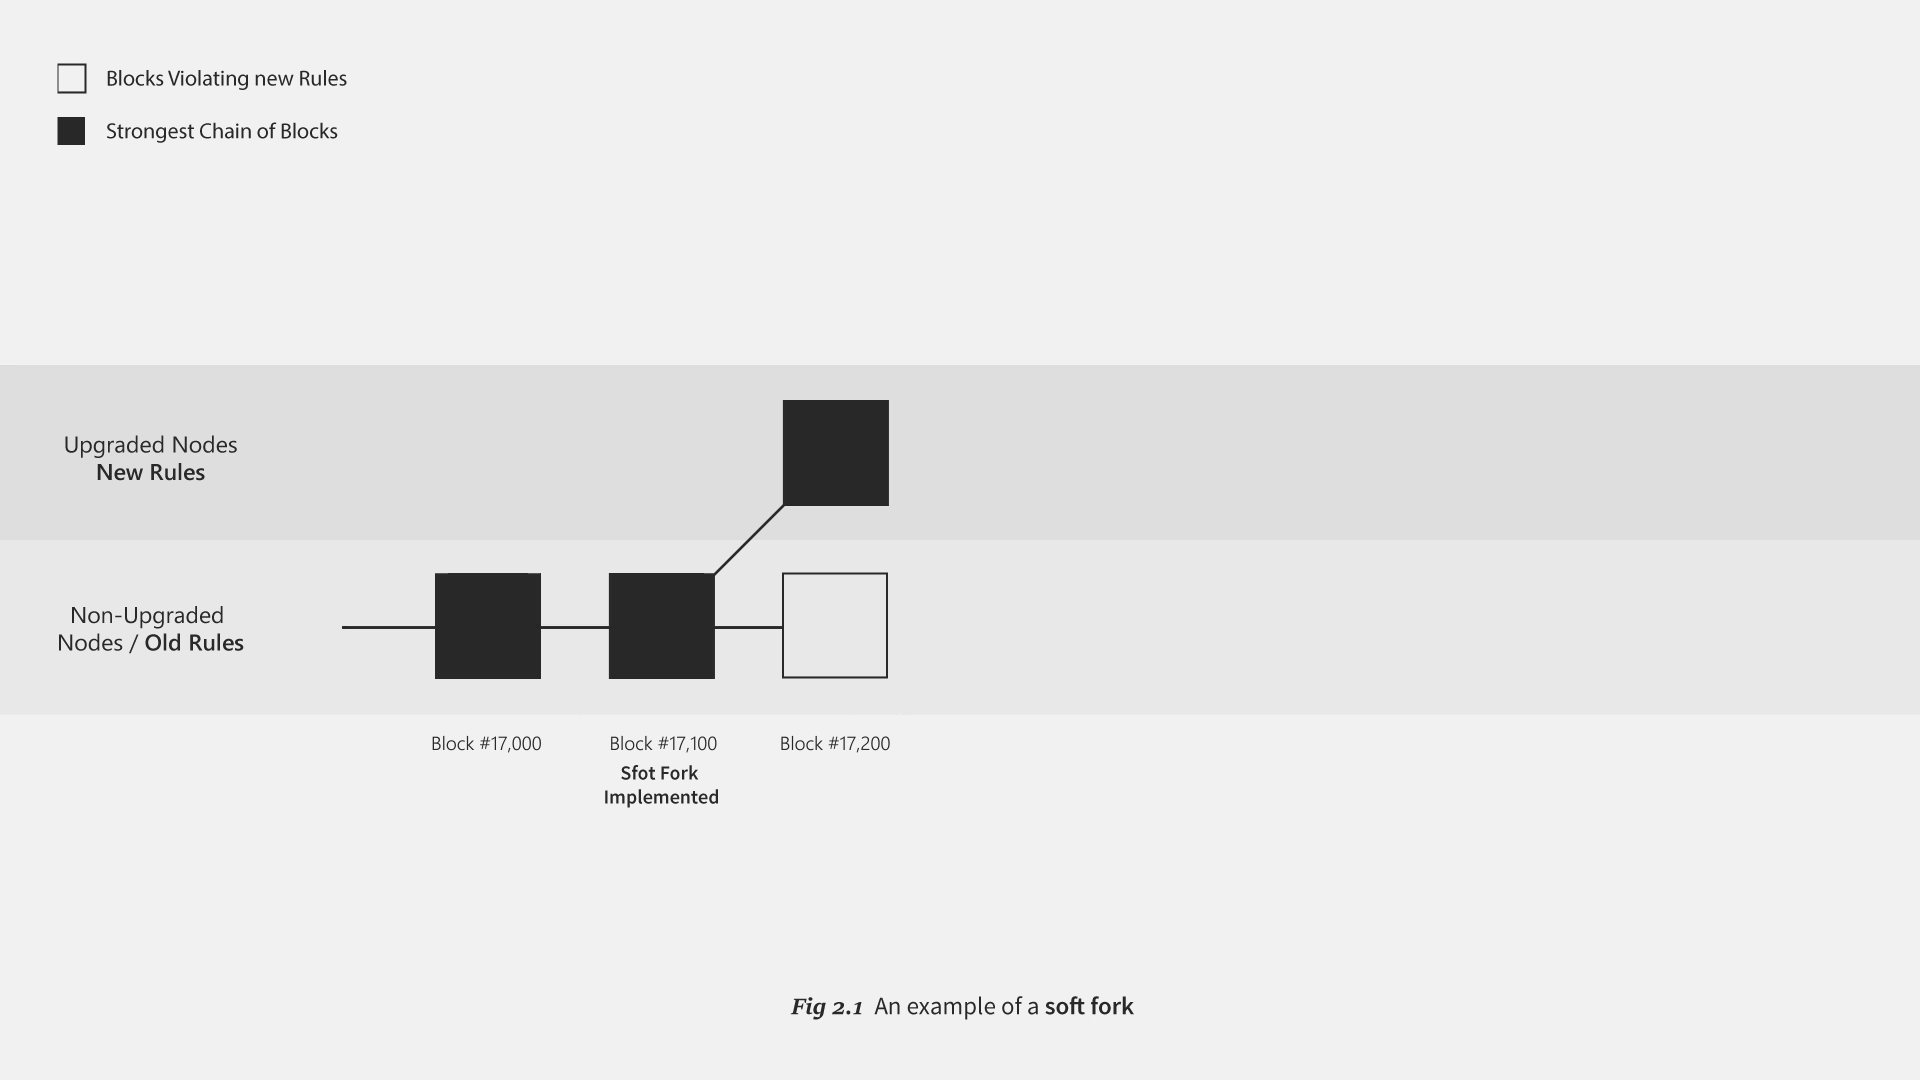 Blocks Violating new Rules
Strongest Chain of Blocks
Upgraded Nodes
New Rules
Non-Upgraded
Nodes / Old Rules
Block #17,000
Block #17,100
Sfot Fork
Implemented
Block #17,200
Fig 2.1 An example of a soft fork